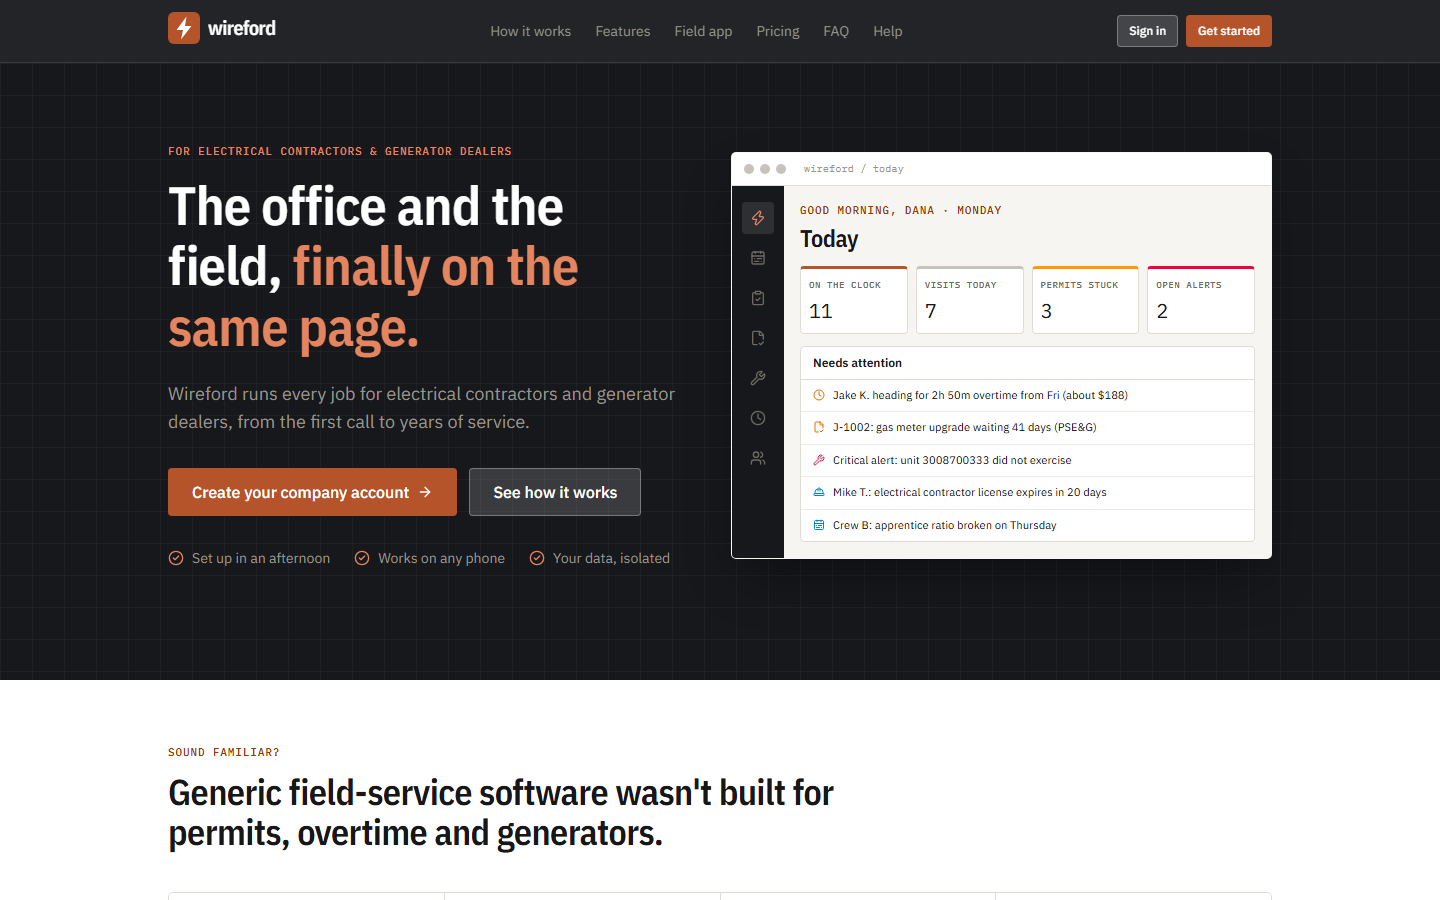 wireford
How it works
Features
Field app
Pricing
FAQ
Help
Sign in
Get started
FOR ELECTRICAL CONTRACTORS & GENERATOR DEALERS
The office and the
field, finally on the
same page.
Wireford runs every job for electrical contractors and generator
dealers, from the first call to years of service.
Create your company account →
See how it works
Set up in an afternoon
Works on any phone
Your data, isolated
wireford / today
GOOD MORNING, DANA · MONDAY
Today
ON THE CLOCK
11
VISITS TODAY
7
PERMITS STUCK
3
OPEN ALERTS
2
Needs attention
Jake K. heading for 2h 50m overtime from Fri (about $188)
J-1002: gas meter upgrade waiting 41 days (PSE&G)
Critical alert: unit 3008700333 did not exercise
Mike T.: electrical contractor license expires in 20 days
Crew B: apprentice ratio broken on Thursday
SOUND FAMILIAR?
Generic field-service software wasn't built for
permits, overtime and generators.